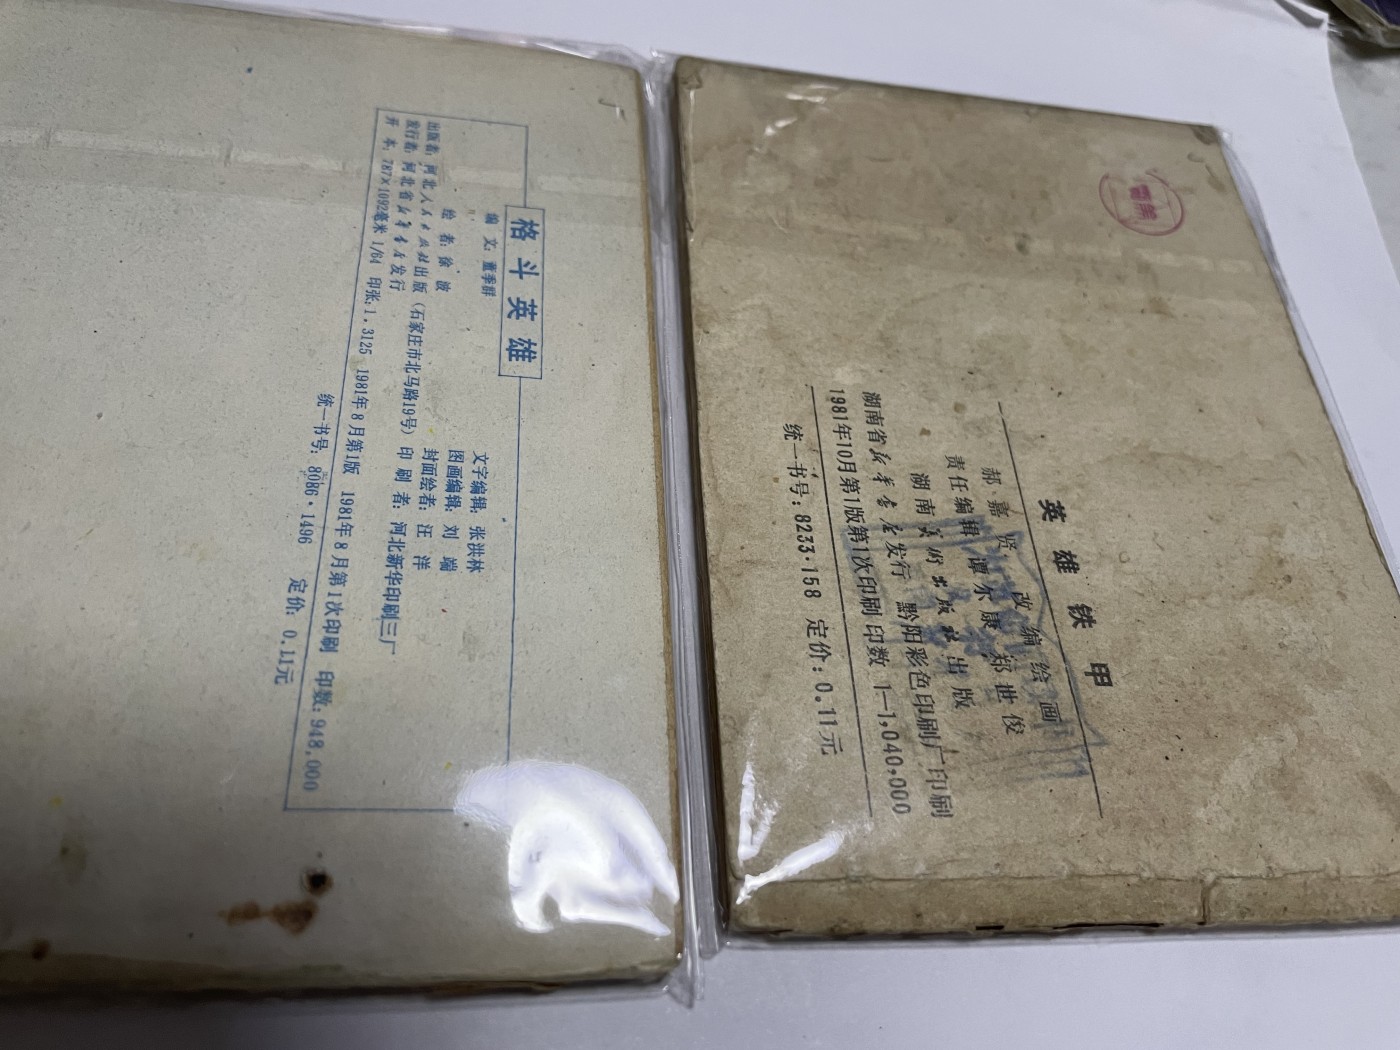 格斗英雄
编 文：董季群
绘 者：徐 波
文字编辑：张洪林
图画编辑：刘 端
封面绘者：汪 洋
出版者：河北人民出版社出版（石家庄市北马路19号）
发行者：河北省新华书店发行 印 刷 者：河北新华印刷三厂
开 本：787×1092毫米 1/64 印张：1.3125 1981年8月第1版 1981年8月第1次印刷 印数：948,000
统一书号：8086·1496 定价：0.11元
英雄铁甲
郝嘉贤 改编绘画
责任编辑 谭尔康 郑世俊
湖南美术出版社出版
湖南省新华书店发行 黔阳彩色印刷厂印刷
1981年10月第1版第1次印刷 印数 1—1,040,000
统一书号：8233·158 定价：0.11元